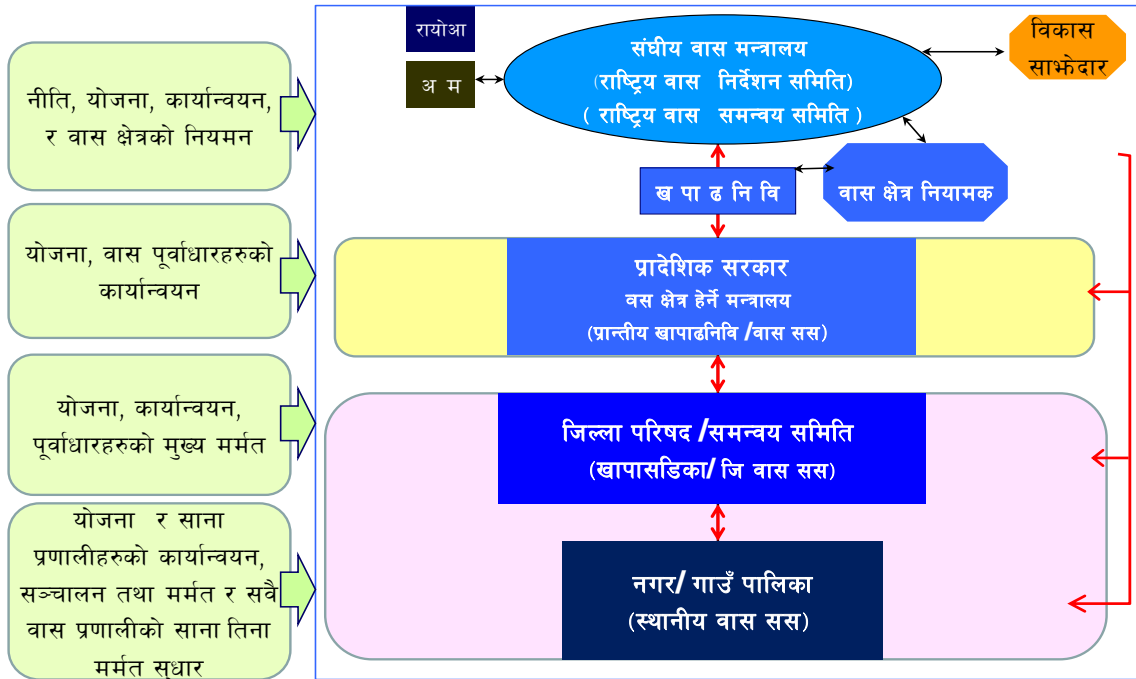 रायोआ
अ म
संघीय वास मन्त्रालय
(राष्ट्रिय वास निर्देशन समिति)
( राष्ट्रिय वास समन्वय समिति )
विकास
साझेदार
नीति, योजना, कार्यान्वयन,
र वास क्षेत्रको नियमन
ख पा ढ नि वि
वास क्षेत्र नियामक
योजना, वास पूर्वाधारहरुको
कार्यान्वयन
प्रादेशिक सरकार
वस क्षेत्र हेर्ने मन्त्रालय
(प्रान्तीय खापाढनिवि /वास सस)
योजना, कार्यान्वयन,
पूर्वाधारहरुको मुख्य मर्मत
जिल्ला परिषद /समन्वय समिति
(खापासडिका/ जि वास सस)
योजना र साना
प्रणालीहरुको कार्यान्वयन,
सञ्चालन तथा मर्मत र सवै
वास प्रणालीको साना तिना
मर्मत सुधार
नगर/ गाउँ पालिका
(स्थानीय वास सस)